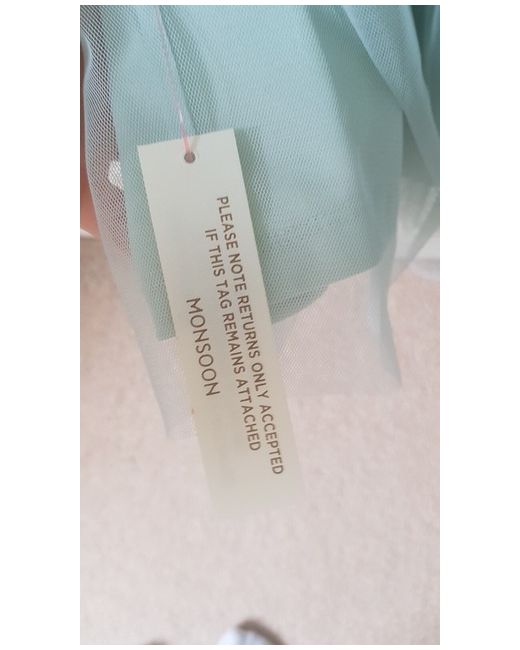 PLEASE NOTE RETURNS ONLY ACCEPTED
IF THIS TAG REMAINS ATTACHED
MONSOON